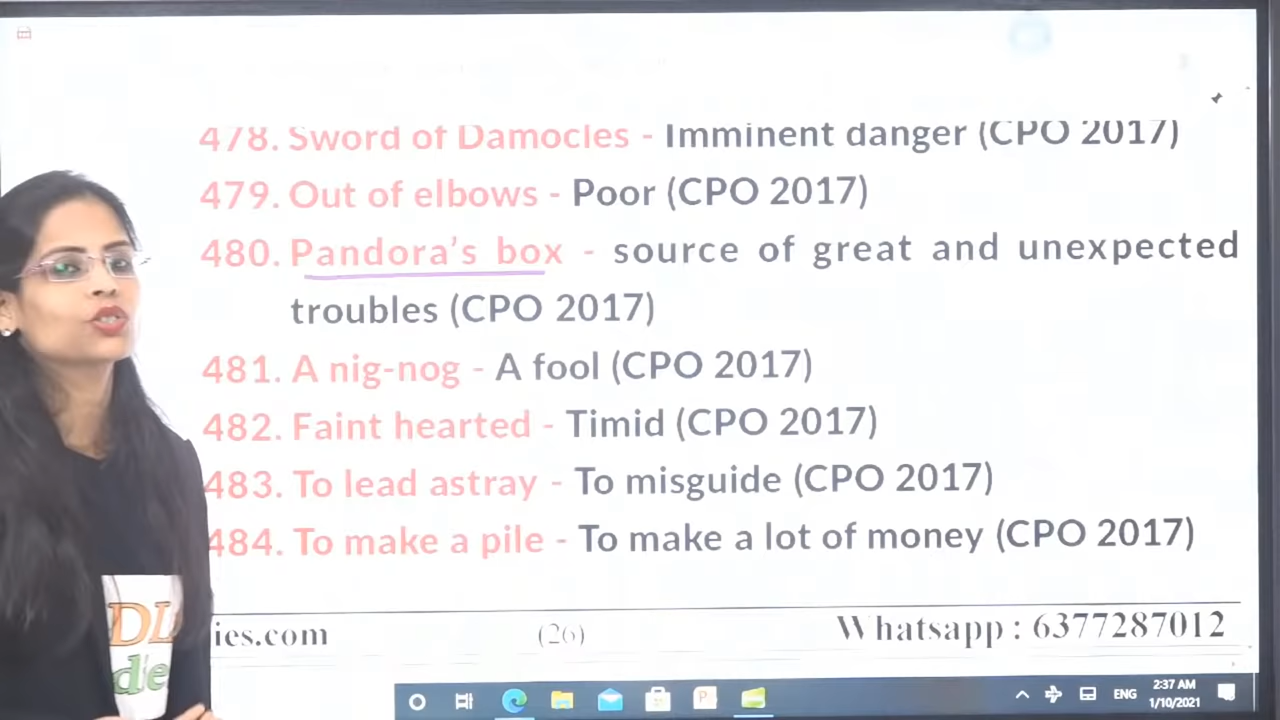 478. Sword of Damocles - Imminent danger (CPO 2017)
479. Out of elbows - Poor (CPO 2017)
480. Pandora's box - source of great and unexpected
troubles (CPO 2017)
481. A nig-nog - A fool (CPO 2017)
482. Faint hearted - Timid (CPO 2017)
483. To lead astray - To misguide (CPO 2017)
484. To make a pile - To make a lot of money (CPO 2017)
ies.com (26) Whatsapp : 6377287012
DL
die
ENG 2:37 AM
1/10/2021